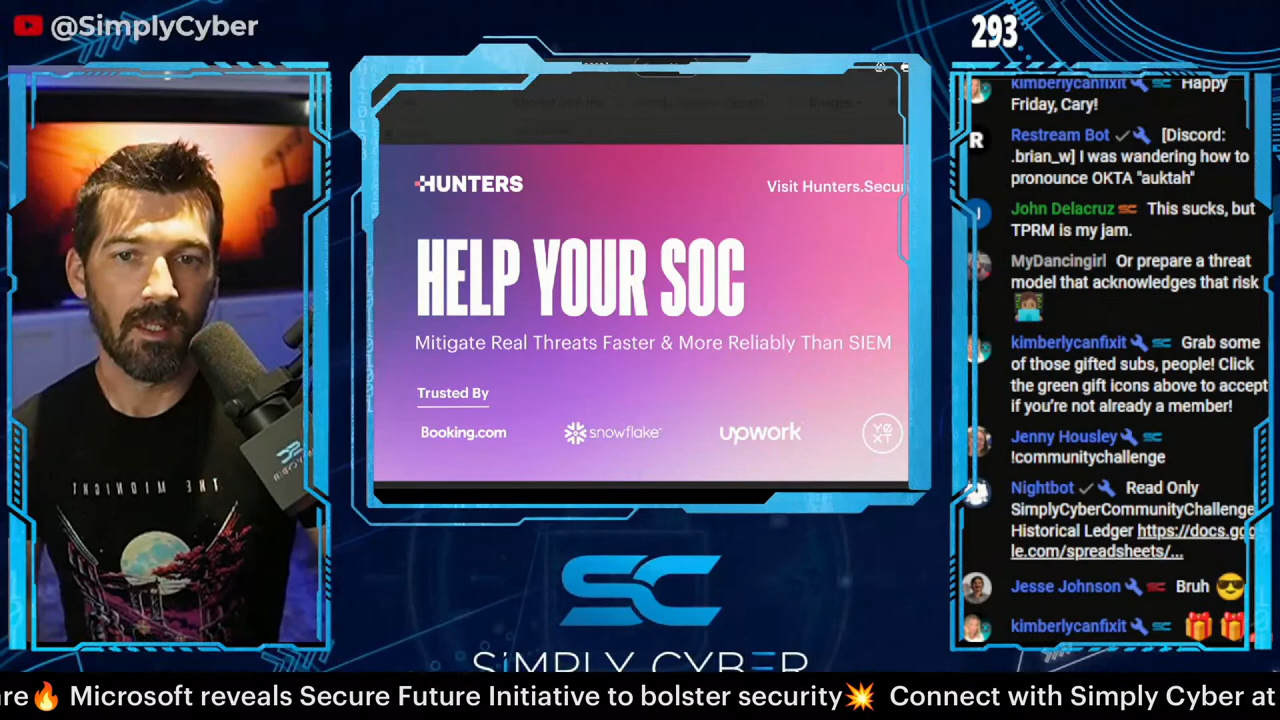 @SimplyCyber
293
HUNTERS
Visit Hunters.Secu
HELP YOUR SOC
Mitigate Real Threats Faster & More Reliably Than SIEM
Trusted By
Booking.com
snowflake
upwork
YEXT
THE MIDNIGHT
SC
SIMPLY CYBER
kimberlycanfixit Happy
Friday, Cary!
Restream Bot [Discord:
.brian_w] I was wandering how to
pronounce OKTA "auktah"
John Delacruz This sucks, but
TPRM is my jam.
MyDancingirl Or prepare a threat
model that acknowledges that risk
kimberlycanfixit Grab some
of those gifted subs, people! Click
the green gift icons above to accept
if you're not already a member!
Jenny Housley
!communitychallenge
Nightbot Read Only
SimplyCyberCommunityChallenge
Historical Ledger https://docs.goo
le.com/spreadsheets/...
Jesse Johnson Bruh 😎
kimberlycanfixit 🎁 🎁
re🔥 Microsoft reveals Secure Future Initiative to bolster security💥 Connect with Simply Cyber at